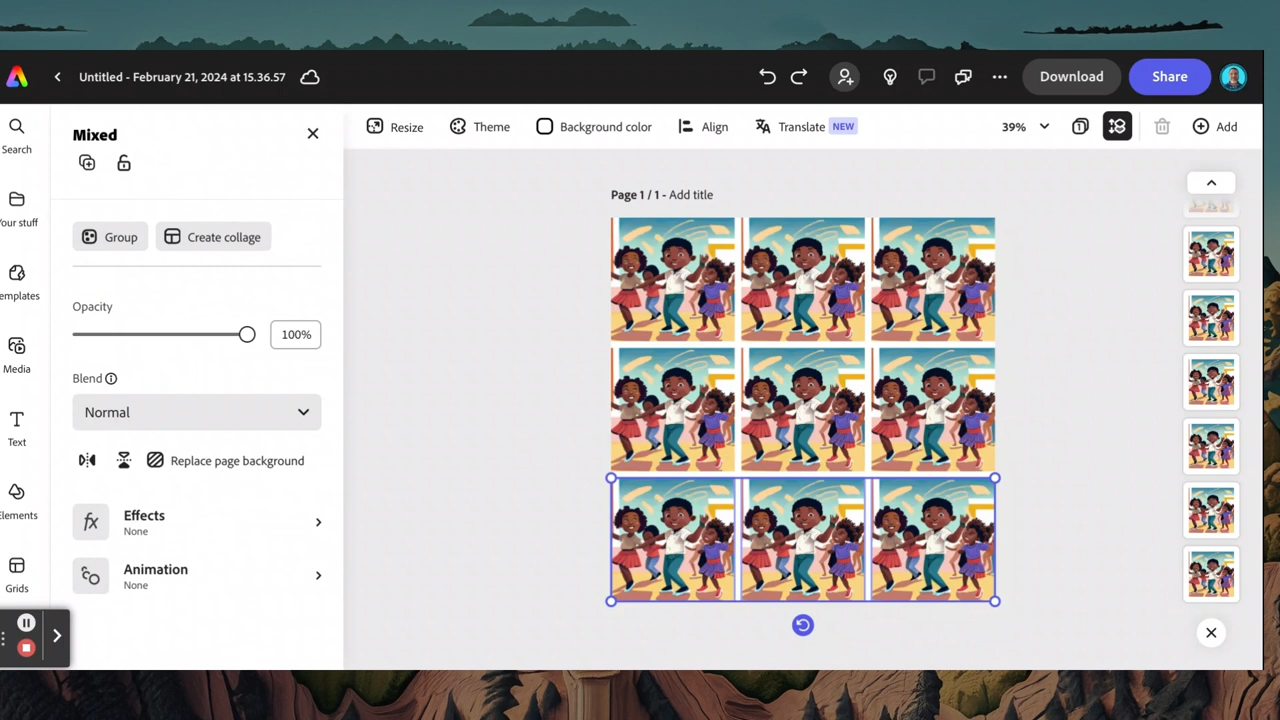 Untitled - February 21, 2024 at 15.36.57
Download
Share
Resize
Theme
Background color
Align
Translate NEW
39%
Add
Search
Your stuff
Templates
Media
Text
Elements
Grids
Mixed
Group
Create collage
Opacity
100%
Blend
Normal
Replace page background
Effects
None
Animation
None
Page 1 / 1 - Add title